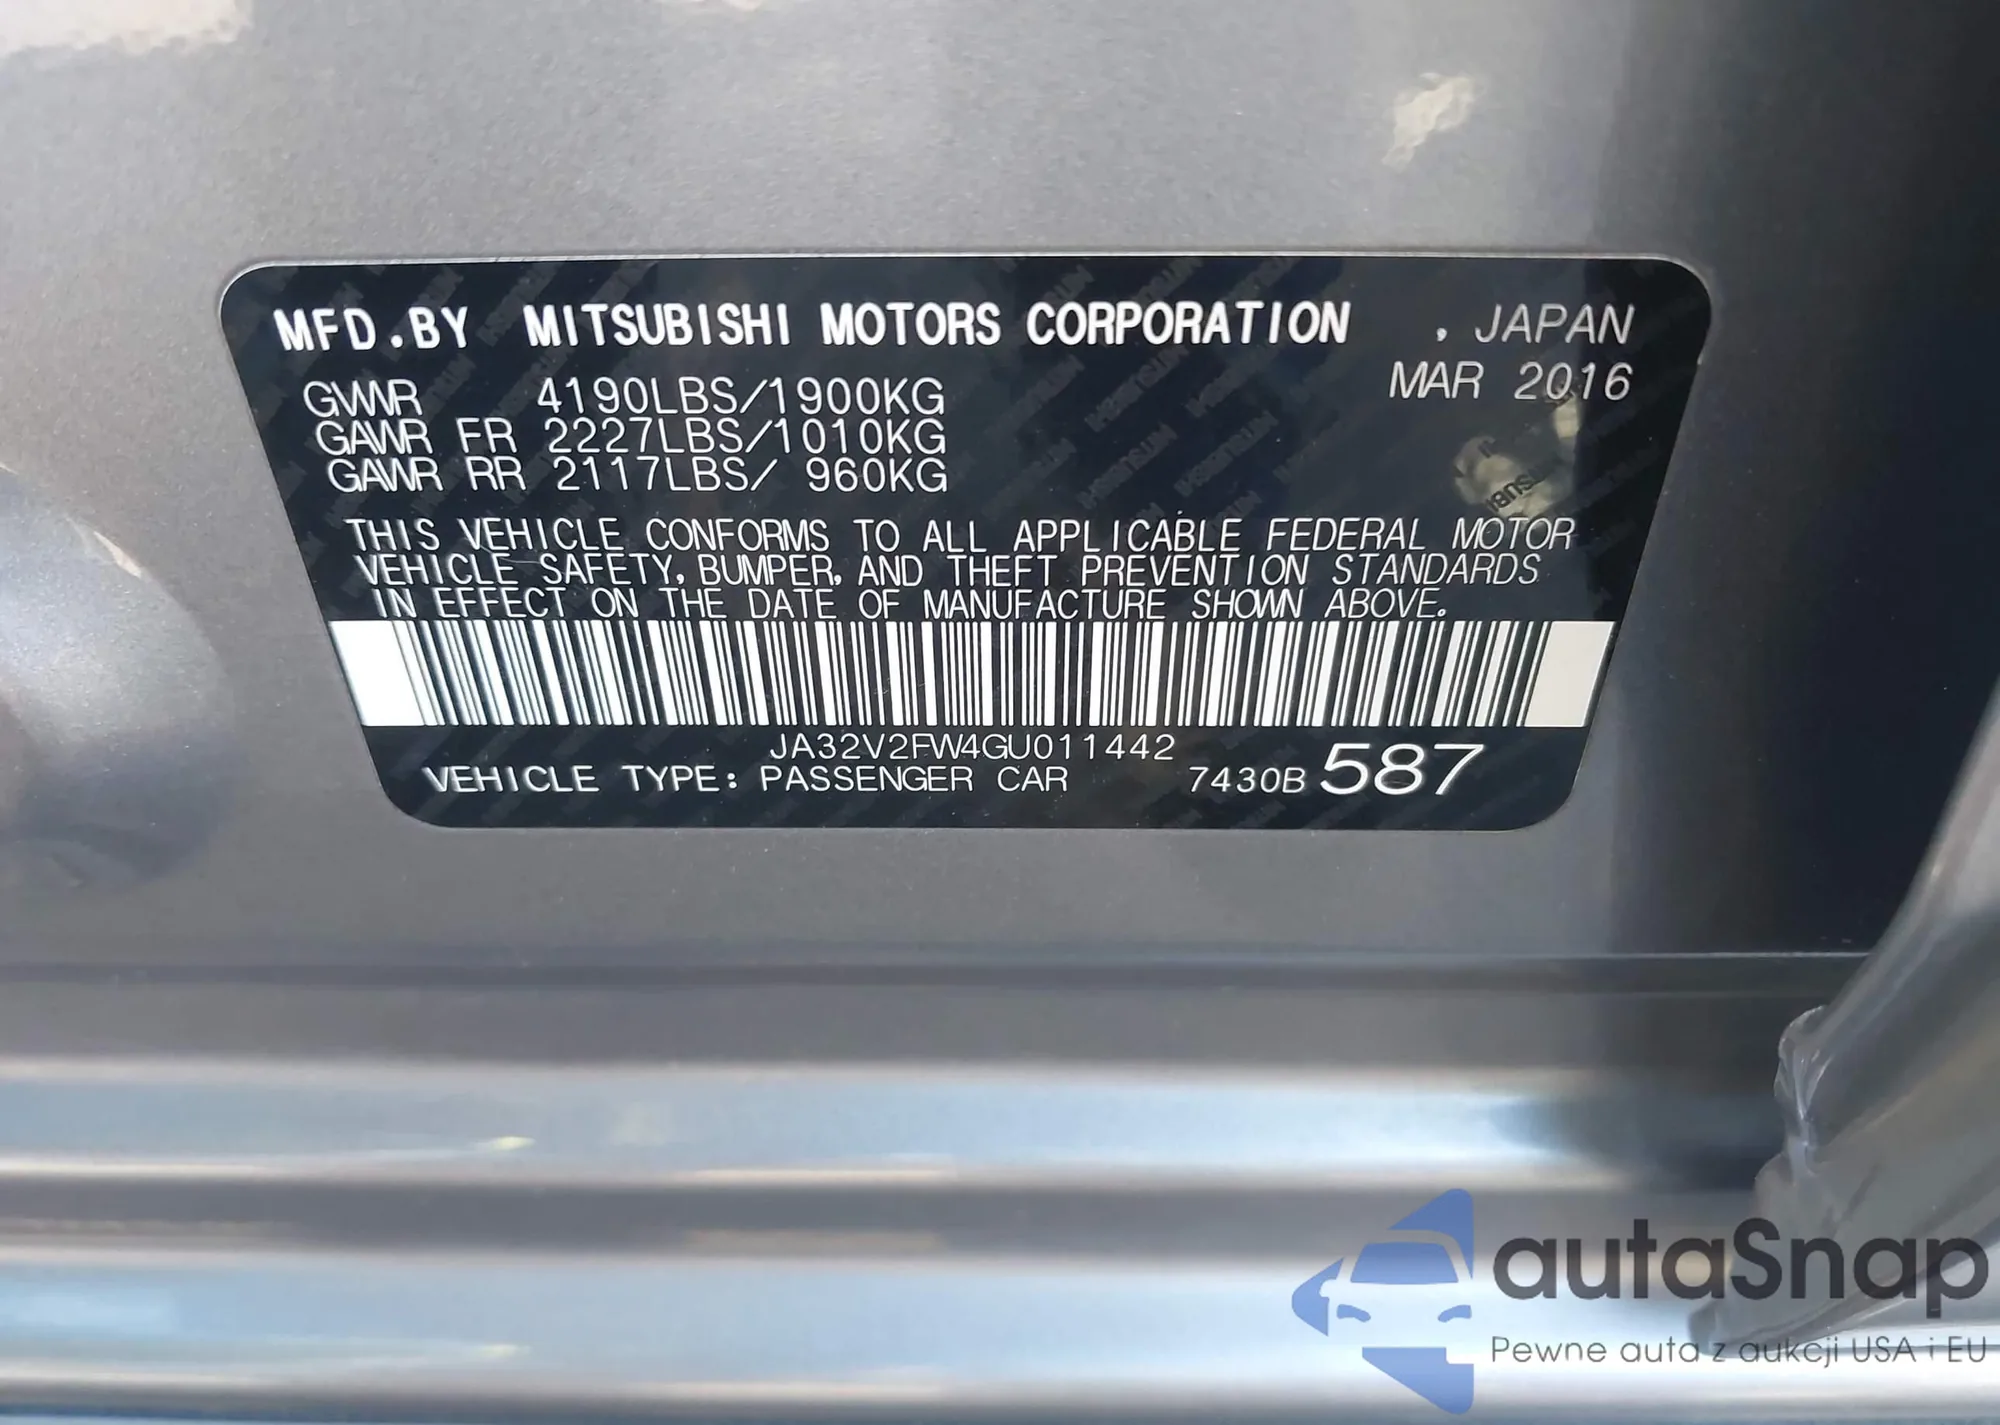 MFD.BY MITSUBISHI MOTORS CORPORATION , JAPAN
MAR 2016
GVWR 4190LBS/1900KG
GAWR FR 2227LBS/1010KG
GAWR RR 2117LBS/ 960KG
THIS VEHICLE CONFORMS TO ALL APPLICABLE FEDERAL MOTOR
VEHICLE SAFETY, BUMPER, AND THEFT PREVENTION STANDARDS
IN EFFECT ON THE DATE OF MANUFACTURE SHOWN ABOVE.
JA32V2FW4GU011442
VEHICLE TYPE: PASSENGER CAR 7430B 587
autaSnap
Pewne auta z aukcji USA i EU